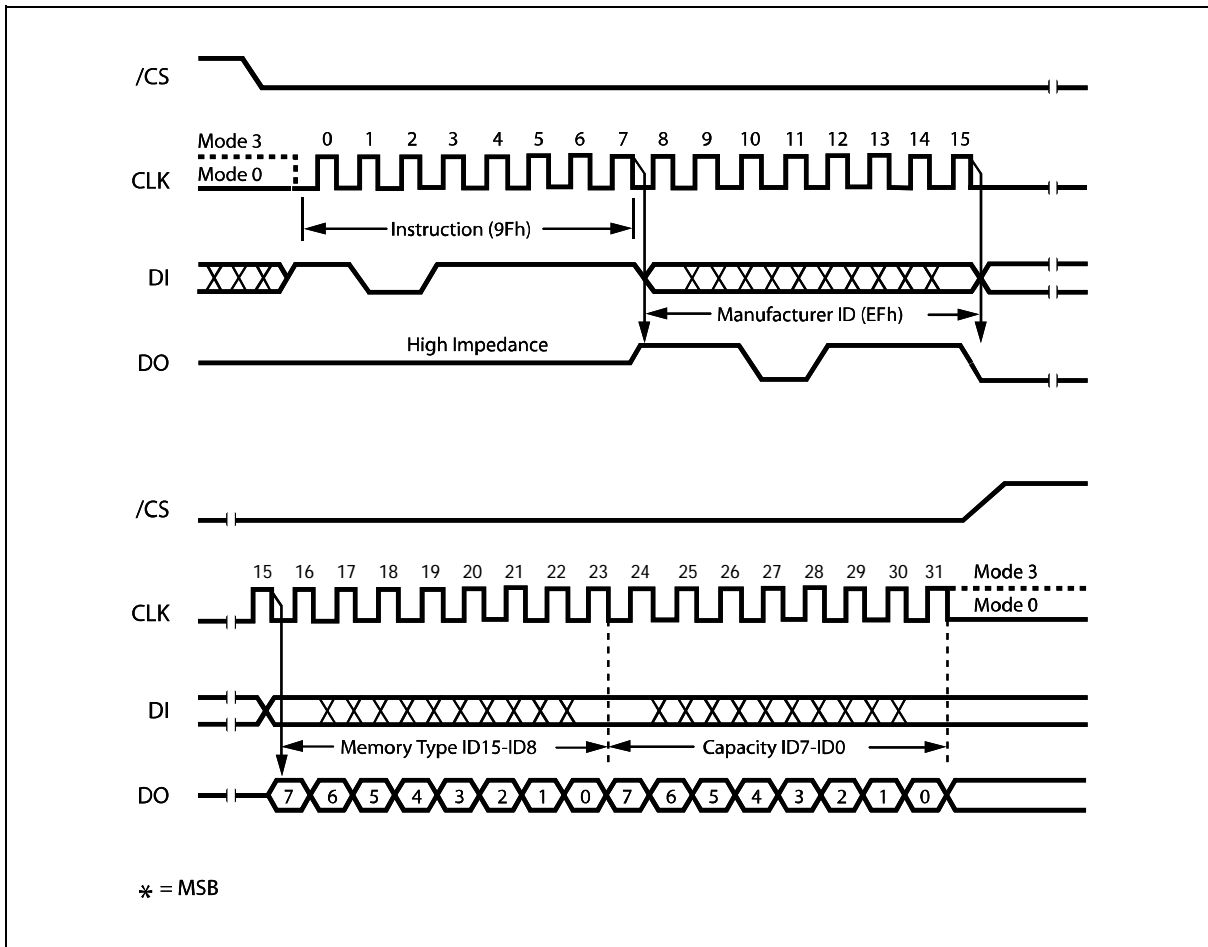 /CS
Mode 3
0 1 2 3 4 5 6 7 8 9 10 11 12 13 14 15
CLK
Mode 0
Instruction (9Fh)
DI
Manufacturer ID (EFh)
High Impedance
DO
/CS
15 16 17 18 19 20 21 22 23 24 25 26 27 28 29 30 31
Mode 3
CLK
Mode 0
DI
Memory Type ID15-ID8
Capacity ID7-ID0
DO
7 6 5 4 3 2 1 0 7 6 5 4 3 2 1 0
* = MSB